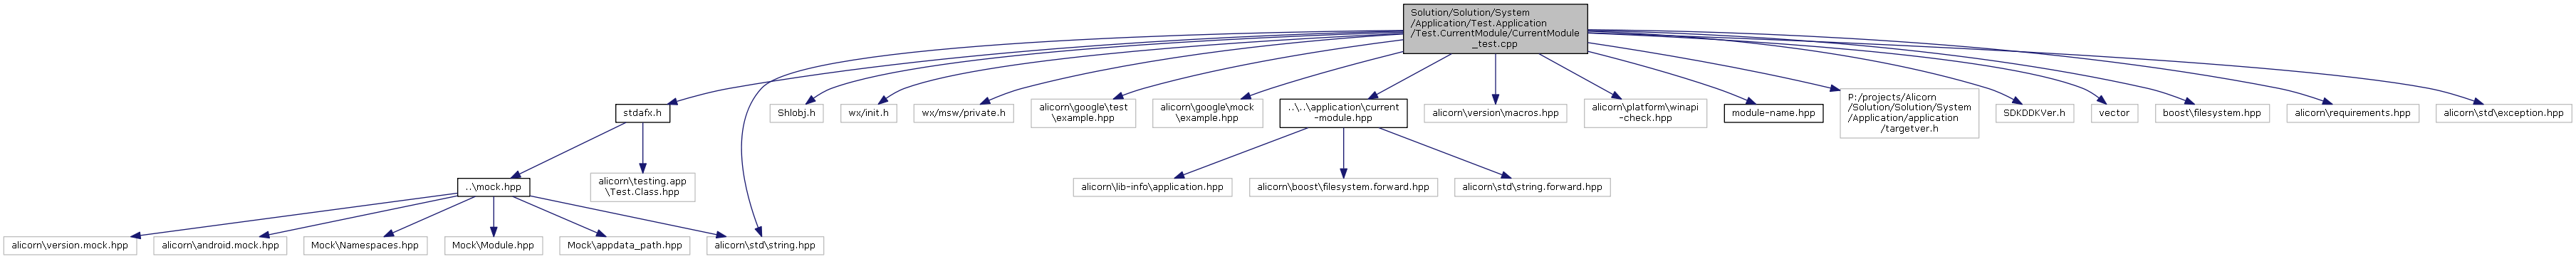 Solution/Solution/System
/Application/Test.Application
/Test.CurrentModule/CurrentModule
_test.cpp
stdafx.h
Shlobj.h
wx/init.h
wx/msw/private.h
alicorn\google\test
\example.hpp
alicorn\google\mock
\example.hpp
..\..\application\current
-module.hpp
alicorn\version\macros.hpp
alicorn\platform\winapi
-check.hpp
module-name.hpp
P:/projects/Alicorn
/Solution/Solution/System
/Application/application
/targetver.h
SDKDDKVer.h
vector
boost\filesystem.hpp
alicorn\requirements.hpp
alicorn\std\exception.hpp
..\mock.hpp
alicorn\testing.app
\Test.Class.hpp
alicorn\lib-info\application.hpp
alicorn\boost\filesystem.forward.hpp
alicorn\std\string.forward.hpp
alicorn\version.mock.hpp
alicorn\android.mock.hpp
Mock\Namespaces.hpp
Mock\Module.hpp
Mock\appdata_path.hpp
alicorn\std\string.hpp